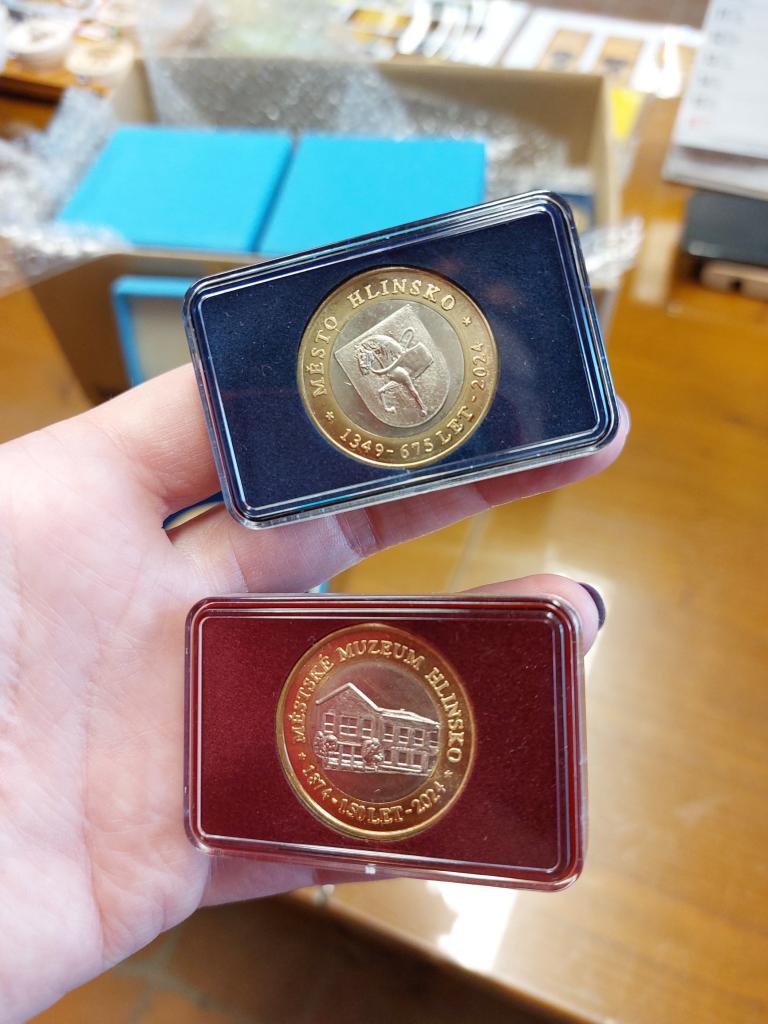 MĚSTO HLINSKO
* 1349 - 675 LET - 2024 *
MĚSTSKÉ MUZEUM HLINSKO
* 1874 - 150 LET - 2024 *